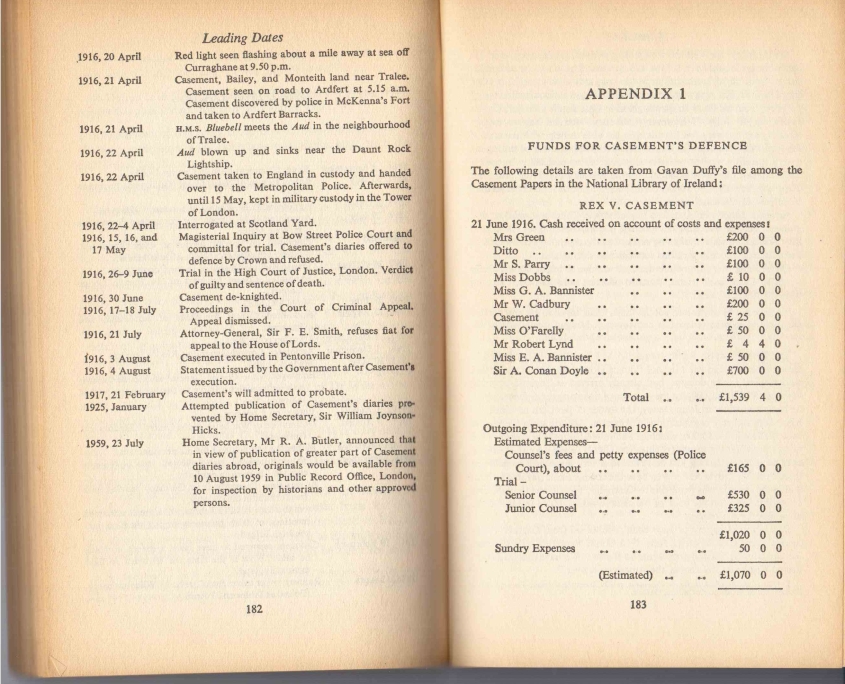 Leading Dates
1916, 20 April Red light seen flashing about a mile away at sea off
Curraghane at 9.50 p.m.
1916, 21 April Casement, Bailey, and Monteith land near Tralee.
Casement seen on road to Ardfert at 5.15 a.m.
Casement discovered by police in McKenna's Fort
and taken to Ardfert Barracks.
1916, 21 April H.M.S. Bluebell meets the Aud in the neighbourhood
of Tralee.
1916, 22 April Aud blown up and sinks near the Daunt Rock
Lightship.
1916, 22 April Casement taken to England in custody and handed
over to the Metropolitan Police. Afterwards,
until 15 May, kept in military custody in the Tower
of London.
1916, 22–4 April Interrogated at Scotland Yard.
1916, 15, 16, and Magisterial Inquiry at Bow Street Police Court and
17 May committal for trial. Casement's diaries offered to
defence by Crown and refused.
1916, 26–9 June Trial in the High Court of Justice, London. Verdict
of guilty and sentence of death.
1916, 30 June Casement de-knighted.
1916, 17–18 July Proceedings in the Court of Criminal Appeal.
Appeal dismissed.
1916, 21 July Attorney-General, Sir F. E. Smith, refuses fiat for
appeal to the House of Lords.
1916, 3 August Casement executed in Pentonville Prison.
1916, 4 August Statement issued by the Government after Casement's
execution.
1917, 21 February Casement's will admitted to probate.
1925, January Attempted publication of Casement's diaries pre-
vented by Home Secretary, Sir William Joynson-
Hicks.
1959, 23 July Home Secretary, Mr R. A. Butler, announced that
in view of publication of greater part of Casement
diaries abroad, originals would be available from
10 August 1959 in Public Record Office, London,
for inspection by historians and other approved
persons.
182
APPENDIX 1
FUNDS FOR CASEMENT'S DEFENCE
The following details are taken from Gavan Duffy's file among the
Casement Papers in the National Library of Ireland:
REX V. CASEMENT
21 June 1916. Cash received on account of costs and expenses:
Mrs Green .. .. .. .. .. £200 0 0
Ditto .. .. .. .. .. .. £100 0 0
Mr S. Parry .. .. .. .. .. £100 0 0
Miss Dobbs .. .. .. .. .. £ 10 0 0
Miss G. A. Bannister .. .. .. £100 0 0
Mr W. Cadbury .. .. .. .. £200 0 0
Casement .. .. .. .. .. £ 25 0 0
Miss O'Farelly .. .. .. .. £ 50 0 0
Mr Robert Lynd .. .. .. .. £ 4 4 0
Miss E. A. Bannister .. .. .. .. £ 50 0 0
Sir A. Conan Doyle .. .. .. .. £700 0 0
Total .. .. £1,539 4 0
Outgoing Expenditure: 21 June 1916:
Estimated Expenses—
Counsel's fees and petty expenses (Police
Court), about .. .. .. .. £165 0 0
Trial –
Senior Counsel .. .. .. .. £530 0 0
Junior Counsel .. .. .. .. £325 0 0
£1,020 0 0
Sundry Expenses .. .. .. .. 50 0 0
(Estimated) .. .. £1,070 0 0
183